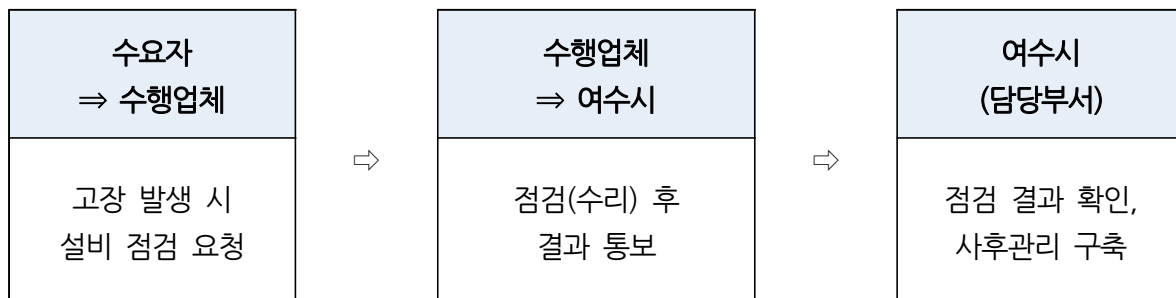 수요자
⇒ 수행업체
고장 발생 시
설비 점검 요청
⇨
수행업체
⇒ 여수시
점검(수리) 후
결과 통보
⇨
여수시
(담당부서)
점검 결과 확인,
사후관리 구축